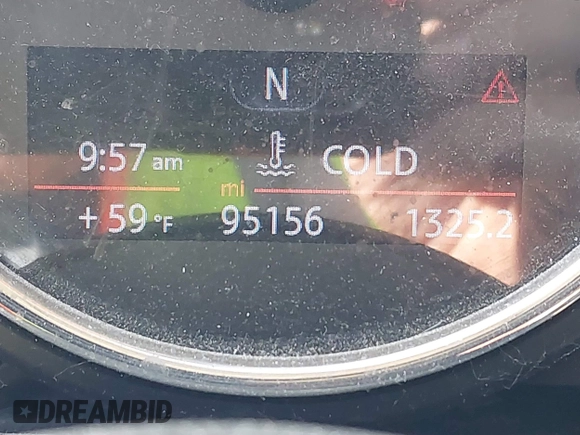 N
9:57 am COLD
mi
+59 °F 95156 1325.2
DREAMBID